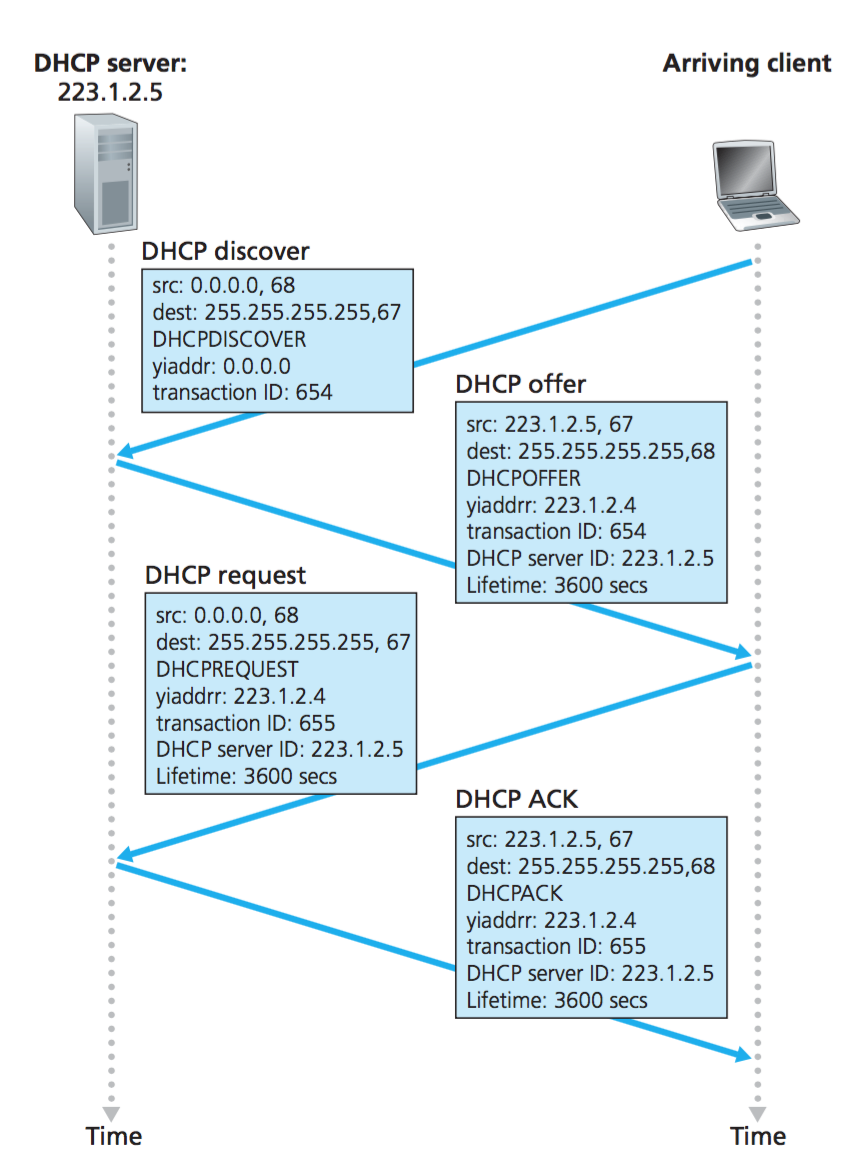 DHCP server:
223.1.2.5
Arriving client
DHCP discover
src: 0.0.0.0, 68
dest: 255.255.255.255,67
DHCPDISCOVER
yiaddr: 0.0.0.0
transaction ID: 654
DHCP offer
src: 223.1.2.5, 67
dest: 255.255.255.255,68
DHCPOFFER
yiaddrr: 223.1.2.4
transaction ID: 654
DHCP server ID: 223.1.2.5
Lifetime: 3600 secs
DHCP request
src: 0.0.0.0, 68
dest: 255.255.255.255, 67
DHCPREQUEST
yiaddrr: 223.1.2.4
transaction ID: 655
DHCP server ID: 223.1.2.5
Lifetime: 3600 secs
DHCP ACK
src: 223.1.2.5, 67
dest: 255.255.255.255,68
DHCPACK
yiaddrr: 223.1.2.4
transaction ID: 655
DHCP server ID: 223.1.2.5
Lifetime: 3600 secs
Time
Time